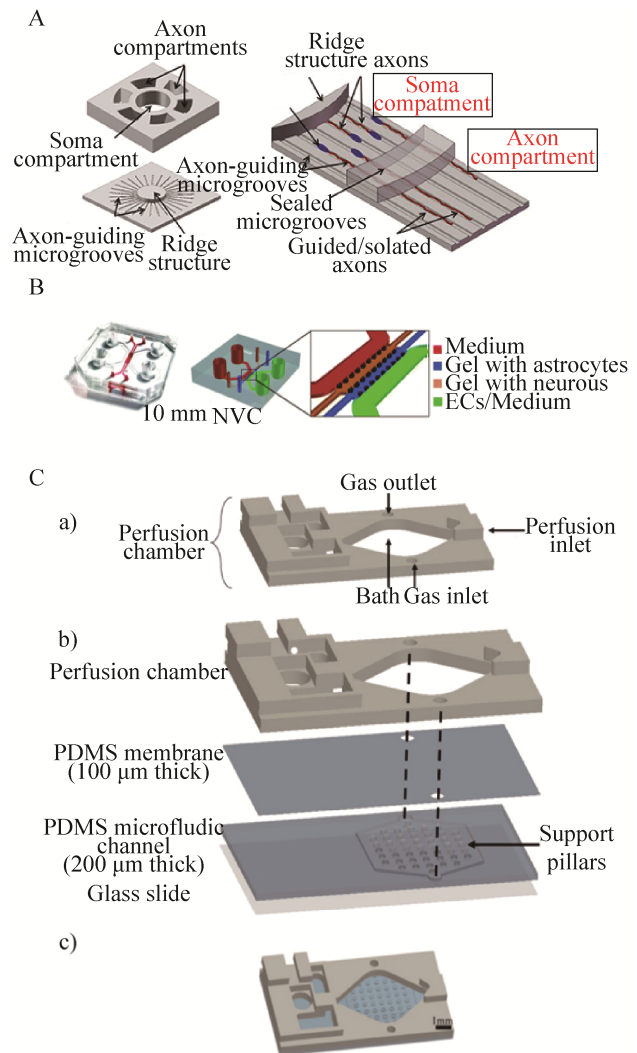 A
Axon
compartments
Soma
compartment
Axon-guiding
microgrooves
Ridge
structure
Ridge
structure axons
Soma
compatment
Axon
compartment
Axon-guiding
microgrooves
Sealed
microgrooves
Guided/solated
axons
B
10 mm
NVC
Medium
Gel with astrocytes
Gel with neurous
ECs/Medium
C
a)
Perfusion
chamber
Gas outlet
Perfusion
inlet
Bath
Gas inlet
b)
Perfusion chamber
PDMS membrane
(100 μm thick)
PDMS microfludic
channel
(200 μm thick)
Glass slide
Support
pillars
c)
1mm